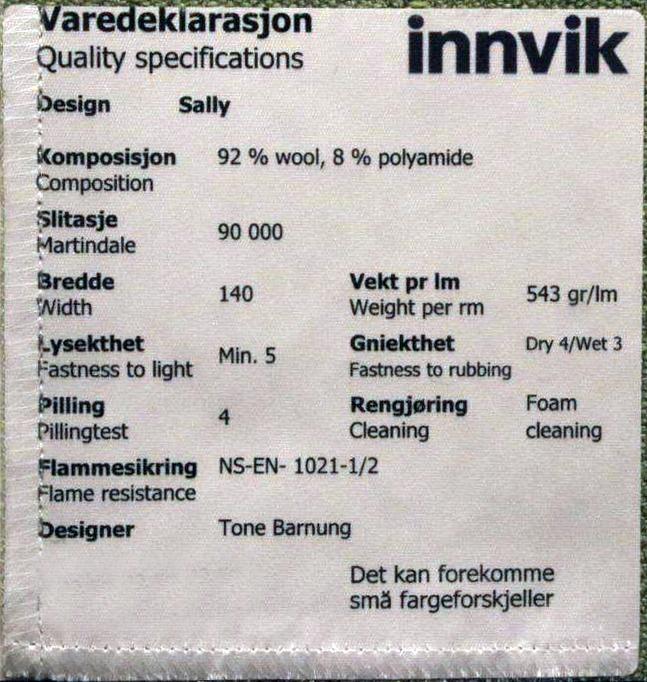 Varedeklarasjon
innvik
Quality specifications
Design Sally
Komposisjon 92 % wool, 8 % polyamide
Composition
Slitasje
Martindale 90 000
Bredde 140 Vekt pr lm 543 gr/lm
Width Weight per rm
Lysekthet Min. 5 Gniekthet Dry 4/Wet 3
Fastness to light Fastness to rubbing
Pilling 4 Rengjøring Foam
Pillingtest Cleaning cleaning
Flammesikring NS-EN- 1021-1/2
Flame resistance
Designer Tone Barnung
Det kan forekomme
små fargeforskjeller